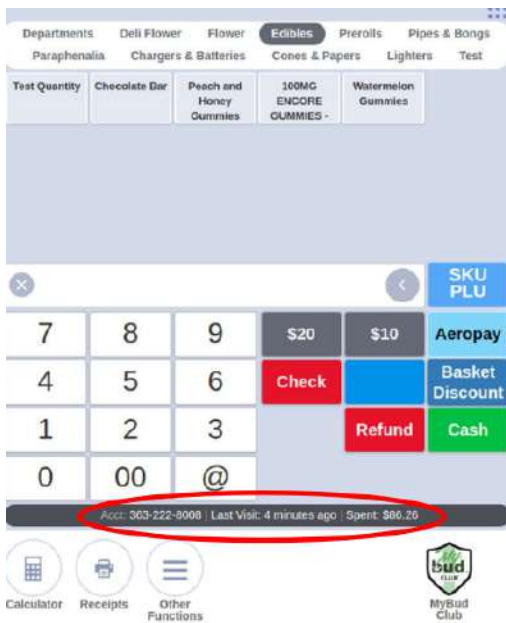 Departments Deli Flower Flower Edibles Prerolls Pipes & Bongs
Paraphenalia Chargers & Batteries Cones & Papers Lighters Test
Test Quantity Chocolate Bar Peach and Honey Gummies 100MG ENCORE GUMMIES - Watermelon Gummies
SKU PLU
7 8 9 $20 $10 Aeropay
4 5 6 Check Basket Discount
1 2 3 Refund Cash
0 00 @
Acct: 303-222-8008 | Last Visit: 4 minutes ago | Spent: $86.26
My bud CLUB
Calculator Receipts Other Functions MyBud Club